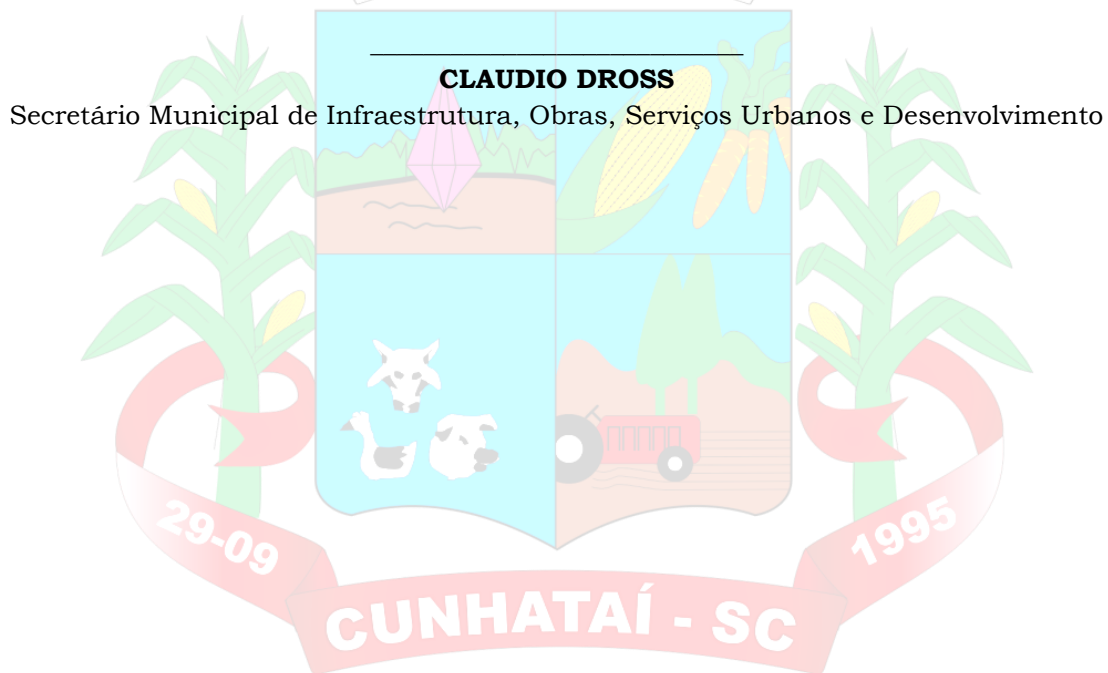 CLAUDIO DROSS
Secretário Municipal de Infraestrutura, Obras, Serviços Urbanos e Desenvolvimento
29-09
1995
CUNHATAÍ - SC